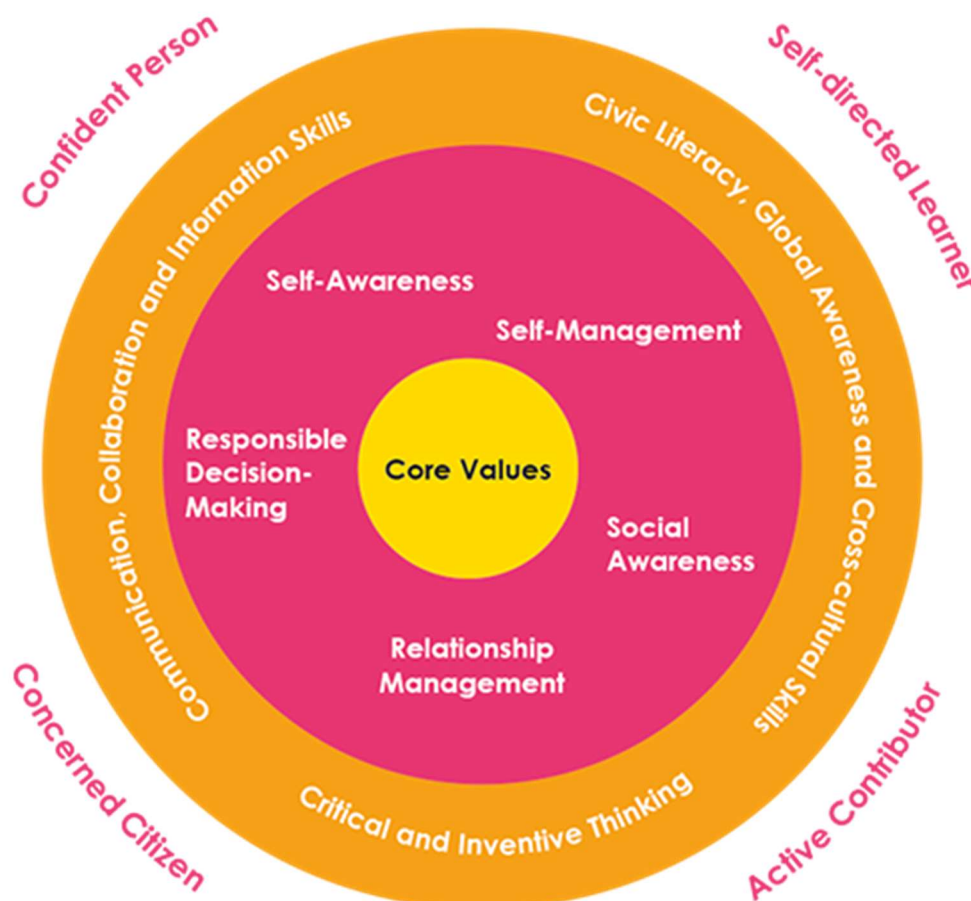 Confident Person
Self-directed Learner
Communication, Collaboration and Information Skills
Civic Literacy, Global Awareness and Cross-cultural Skills
Self-Awareness
Self-Management
Responsible
Decision-
Making
Core Values
Social
Awareness
Relationship
Management
Critical and Inventive Thinking
Concerned Citizen
Active Contributor